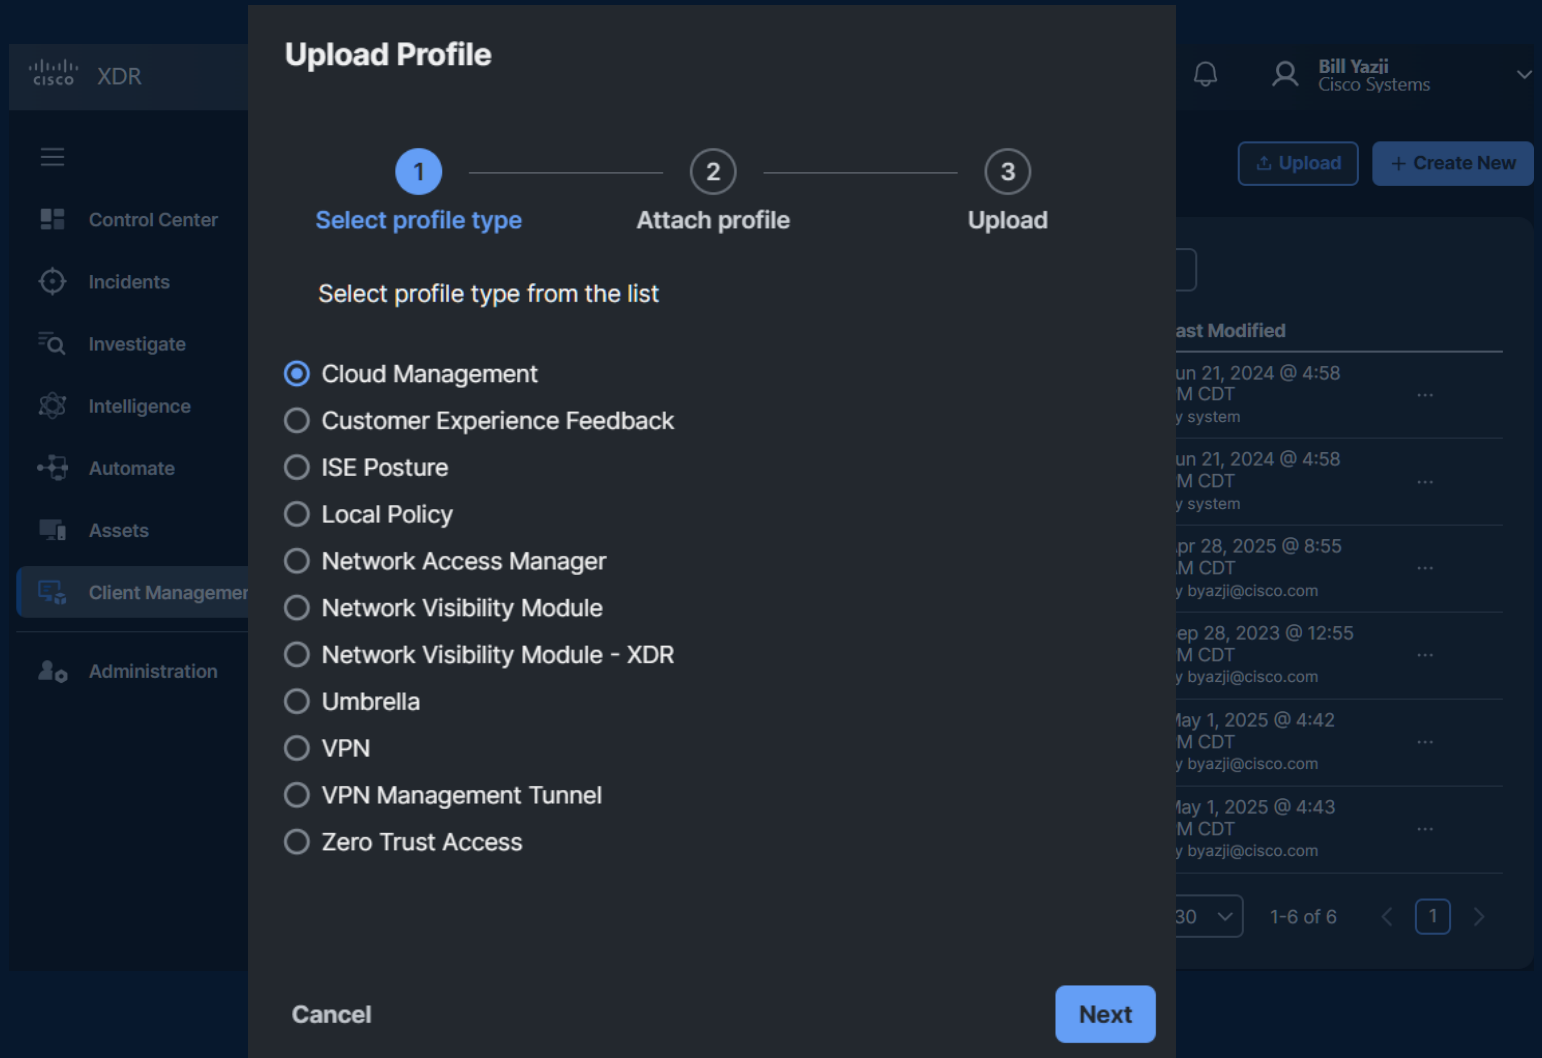 Upload Profile
cisco XDR
Bill Yazji
Cisco Systems
Upload
+ Create New
1
2
3
Select profile type
Attach profile
Upload
Select profile type from the list
Control Center
Incidents
Investigate
Intelligence
Automate
Assets
Client Managemen
Administration
Cloud Management
Customer Experience Feedback
ISE Posture
Local Policy
Network Access Manager
Network Visibility Module
Network Visibility Module - XDR
Umbrella
VPN
VPN Management Tunnel
Zero Trust Access
Cancel
Next
ast Modified
un 21, 2024 @ 4:58
M CDT
y system
un 21, 2024 @ 4:58
M CDT
y system
pr 28, 2025 @ 8:55
M CDT
y byazji@cisco.com
ep 28, 2023 @ 12:55
M CDT
y byazji@cisco.com
May 1, 2025 @ 4:42
M CDT
y byazji@cisco.com
May 1, 2025 @ 4:43
M CDT
y byazji@cisco.com
30
1-6 of 6
1